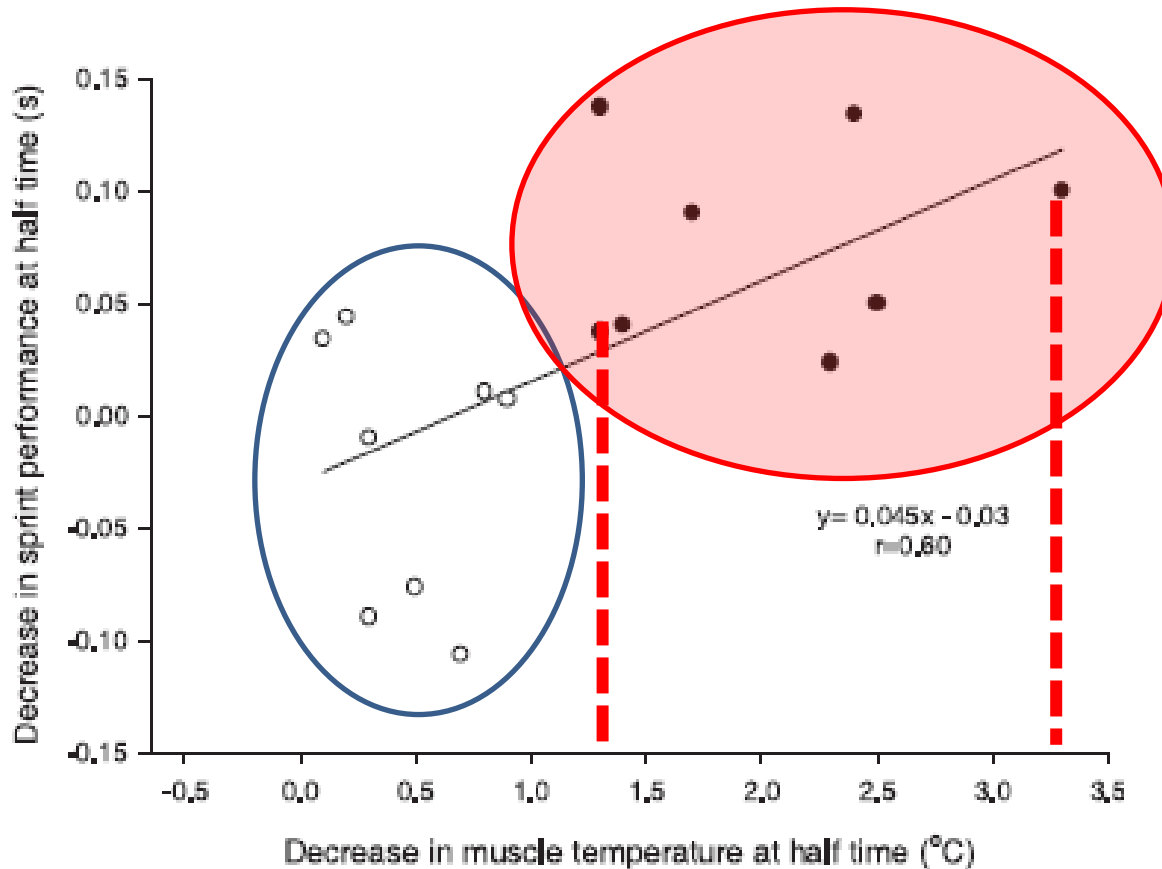 Decrease in sprint performance at half time (s)
0.15
0.10
0.05
0.00
-0.05
-0.10
-0.15
y= 0.045x - 0.03
r=0.60
-0.5 0.0 0.5 1.0 1.5 2.0 2.5 3.0 3.5
Decrease in muscle temperature at half time (°C)